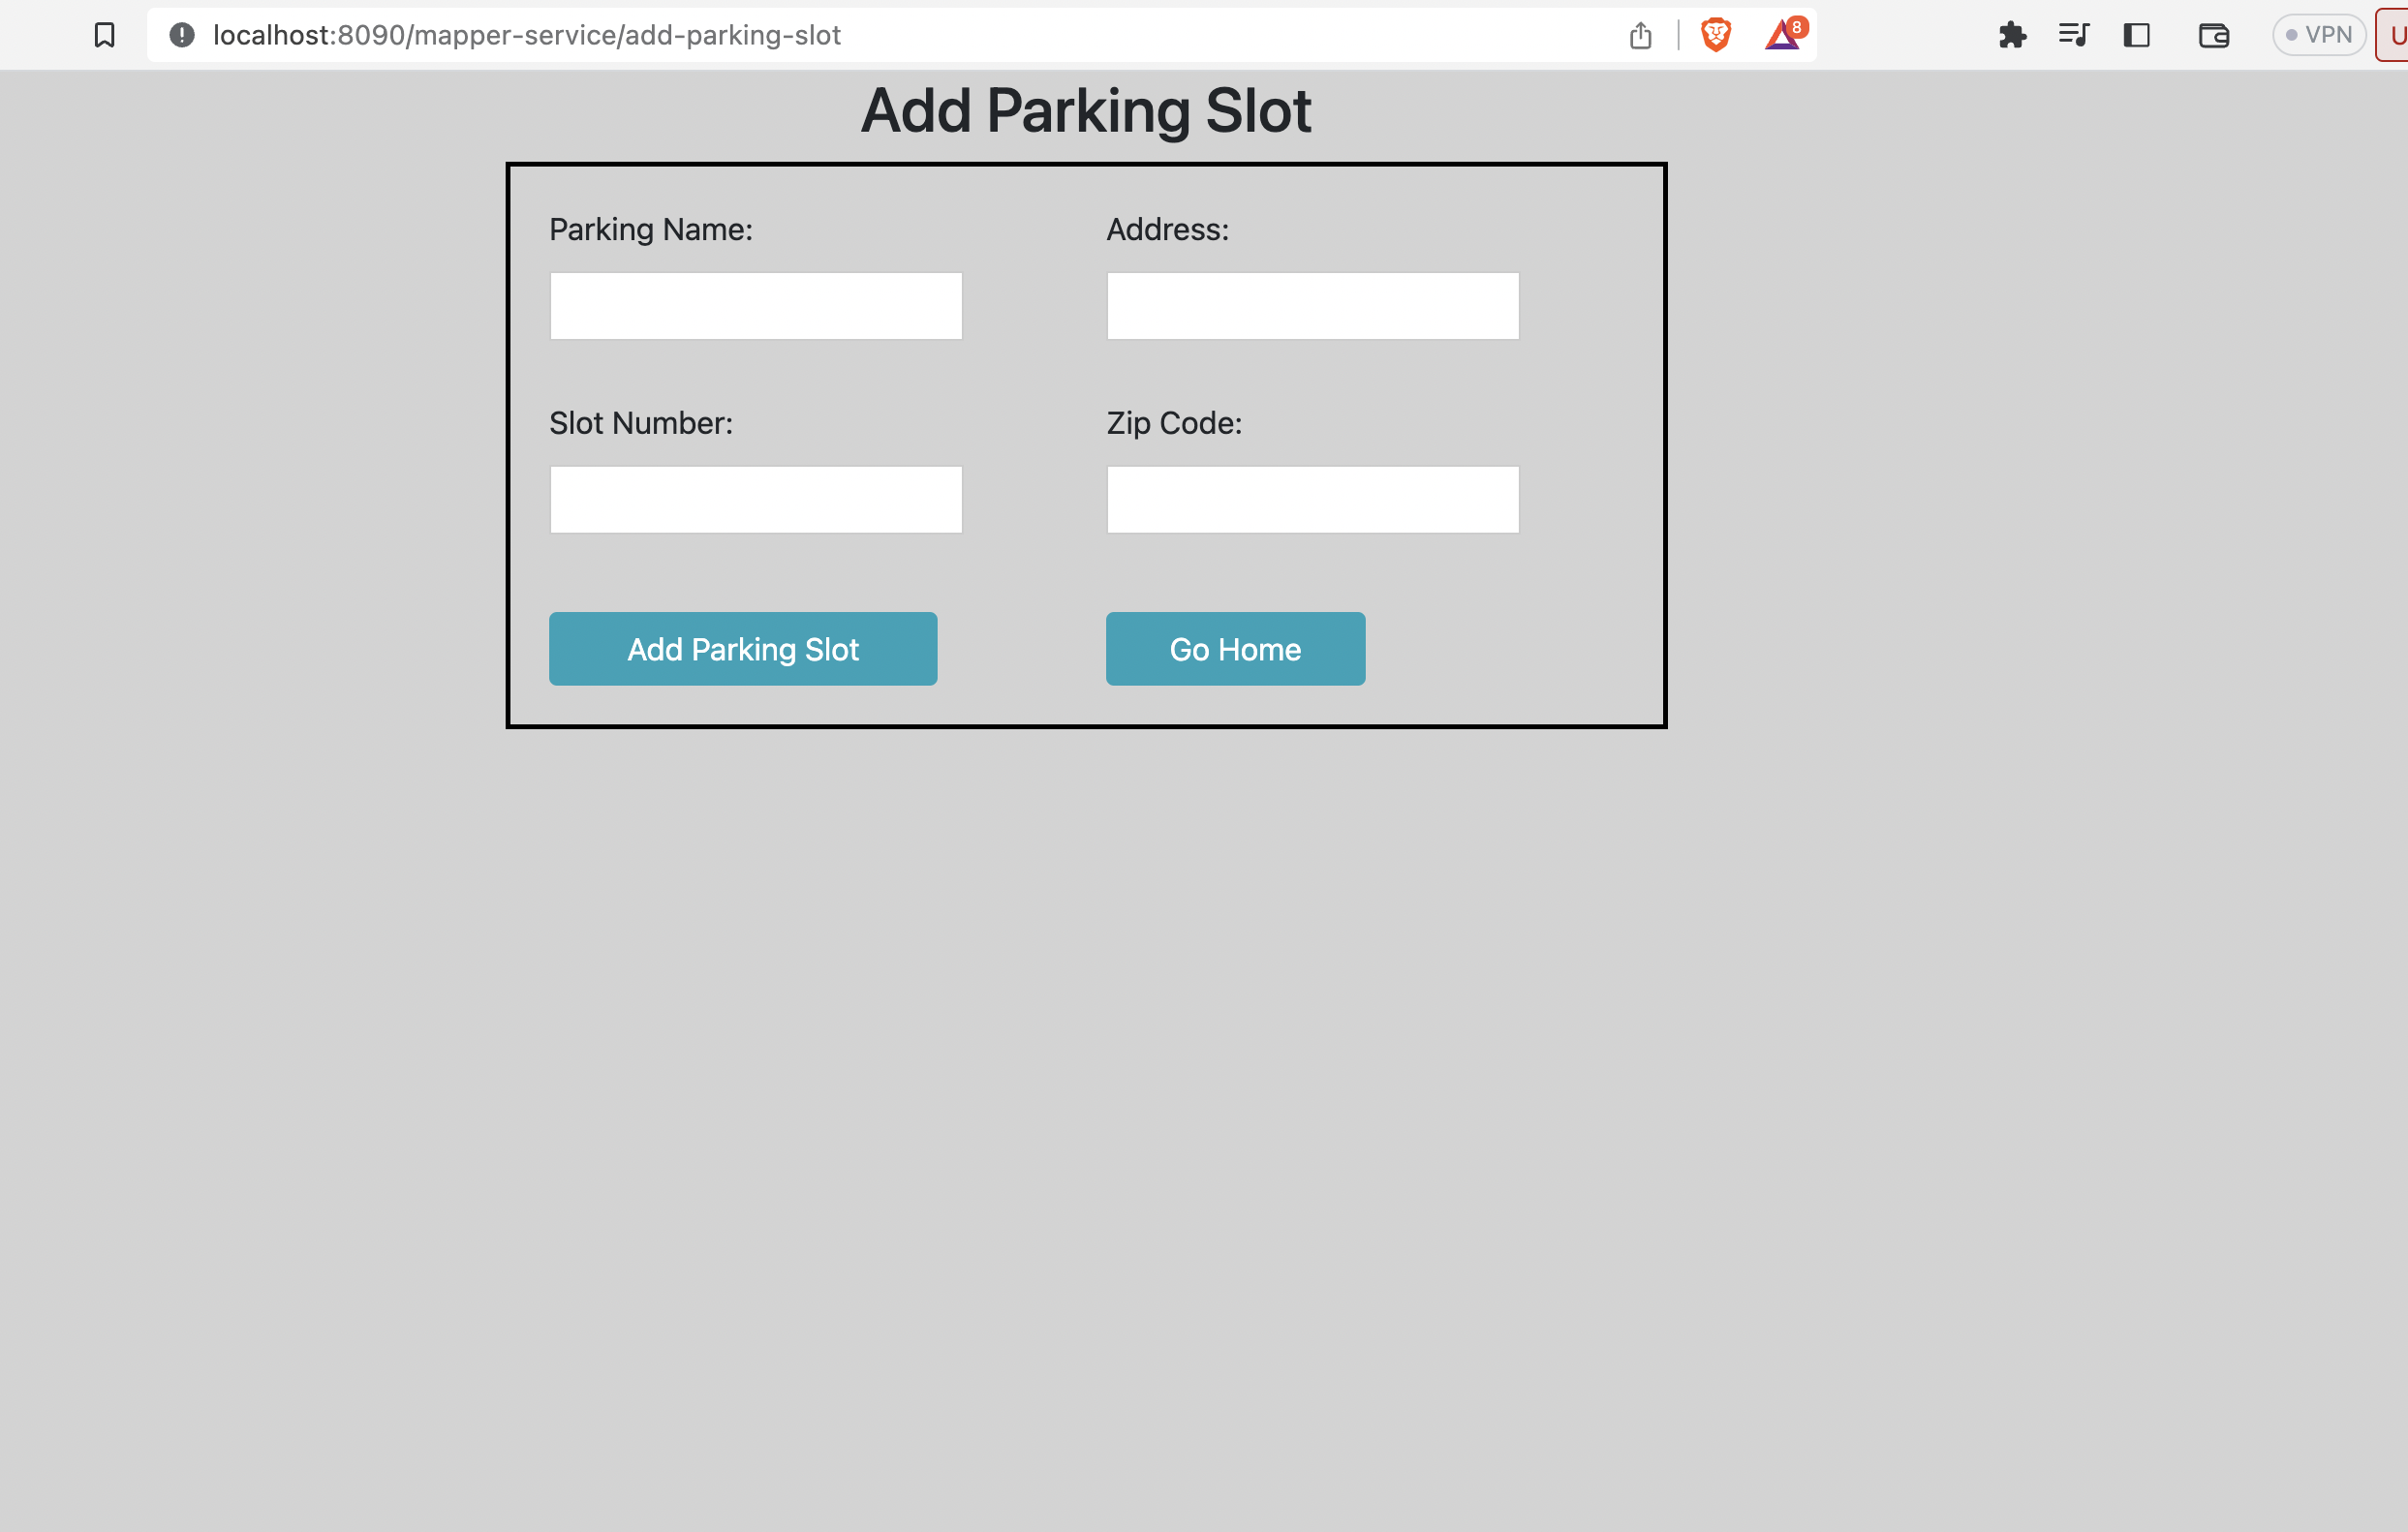 localhost:8090/mapper-service/add-parking-slot
8
VPN
Add Parking Slot
Parking Name:
Address:
Slot Number:
Zip Code:
Add Parking Slot
Go Home